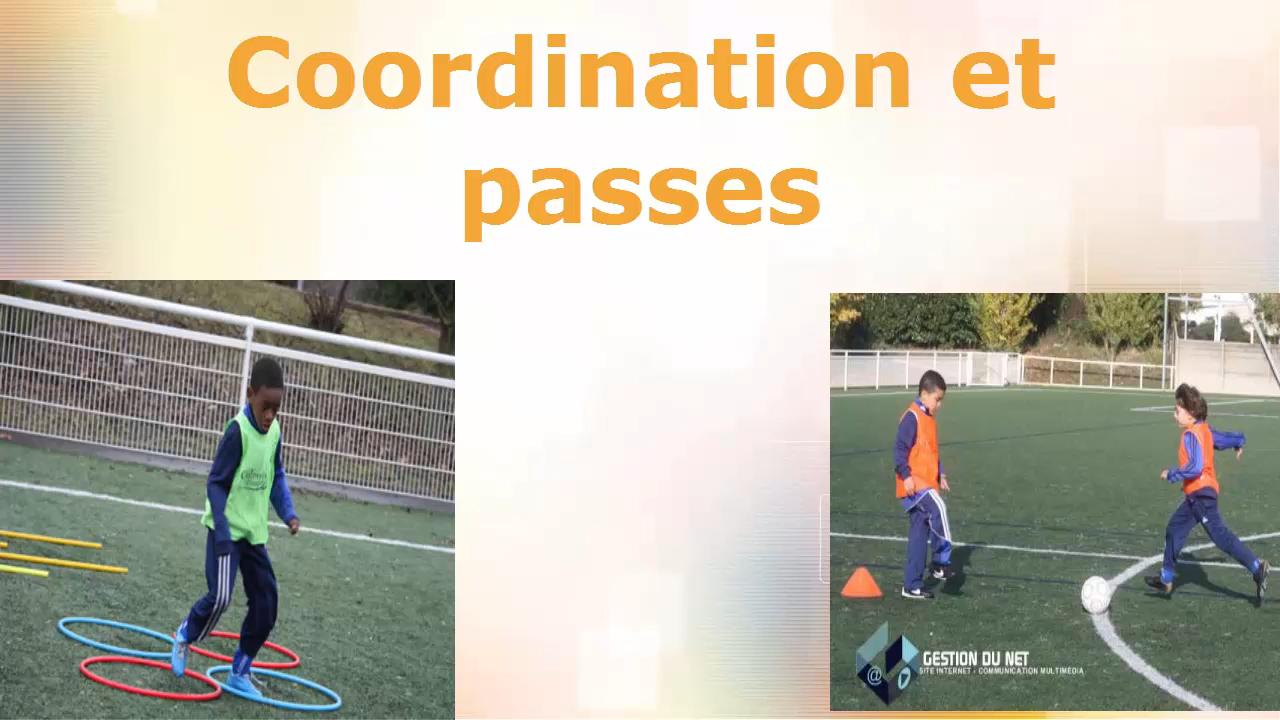 Coordination et
passes
GESTION DU NET
SITE INTERNET - COMMUNICATION MULTIMÉDIA
@